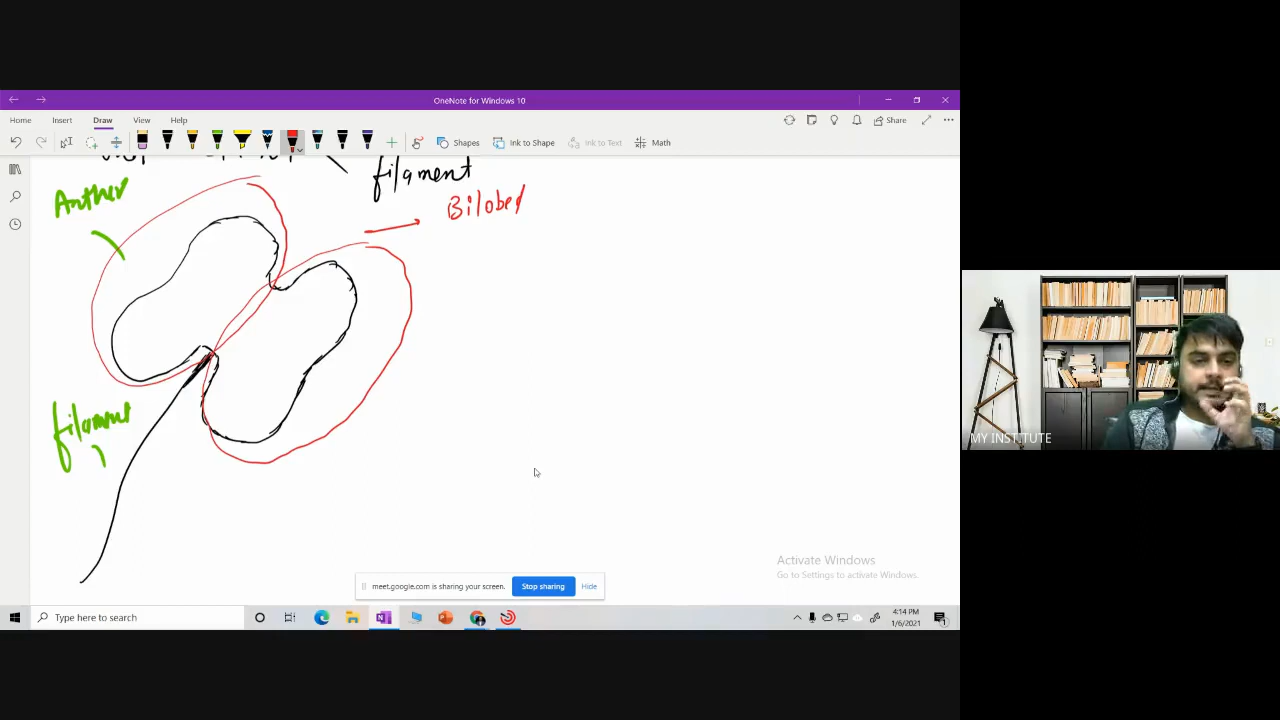 OneNote for Windows 10
Home Insert Draw View Help
Share
Shapes Ink to Shape Ink to Text Math
filament
Anther
Bilobed
filament
MY INSTITUTE
Activate Windows
Go to Settings to activate Windows.
meet.google.com is sharing your screen. Stop sharing Hide
Type here to search
4:14 PM
1/6/2021